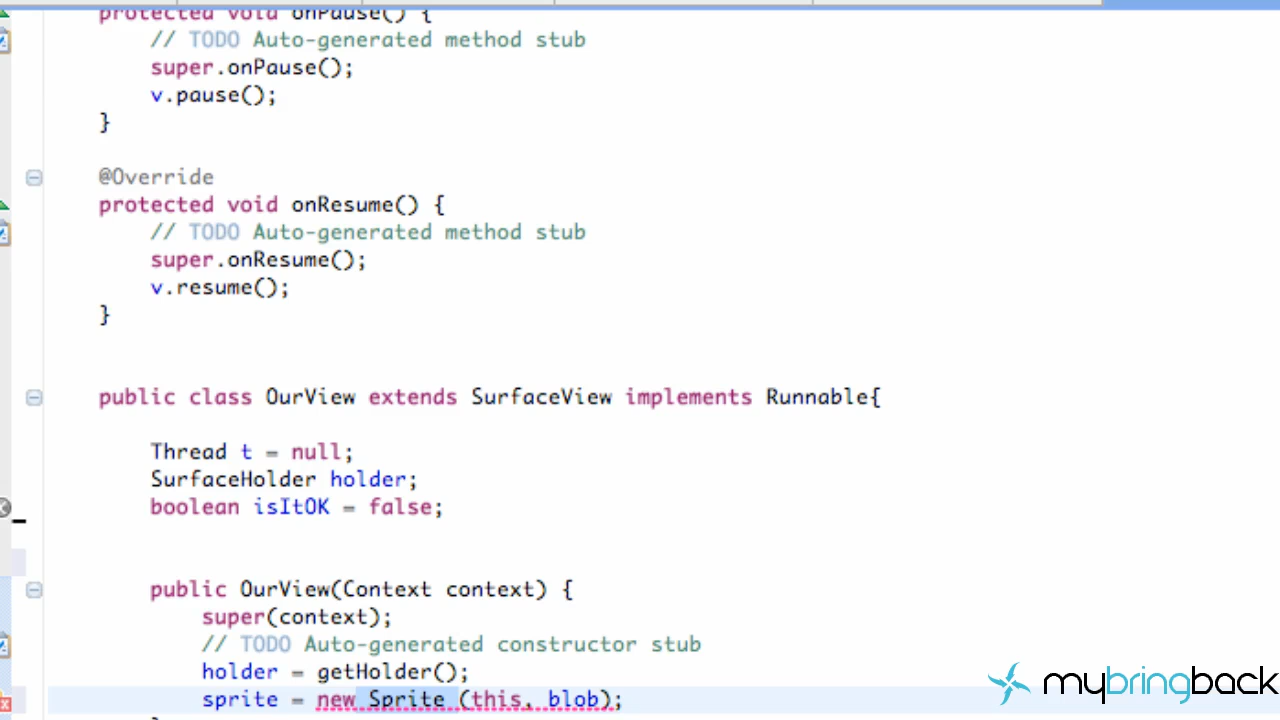 protected void onPause() {
// TODO Auto-generated method stub
super.onPause();
v.pause();
}
@Override
protected void onResume() {
// TODO Auto-generated method stub
super.onResume();
v.resume();
}
public class OurView extends SurfaceView implements Runnable{
Thread t = null;
SurfaceHolder holder;
boolean isItOK = false;
public OurView(Context context) {
super(context);
// TODO Auto-generated constructor stub
holder = getHolder();
sprite = new Sprite (this, blob);
mybringback